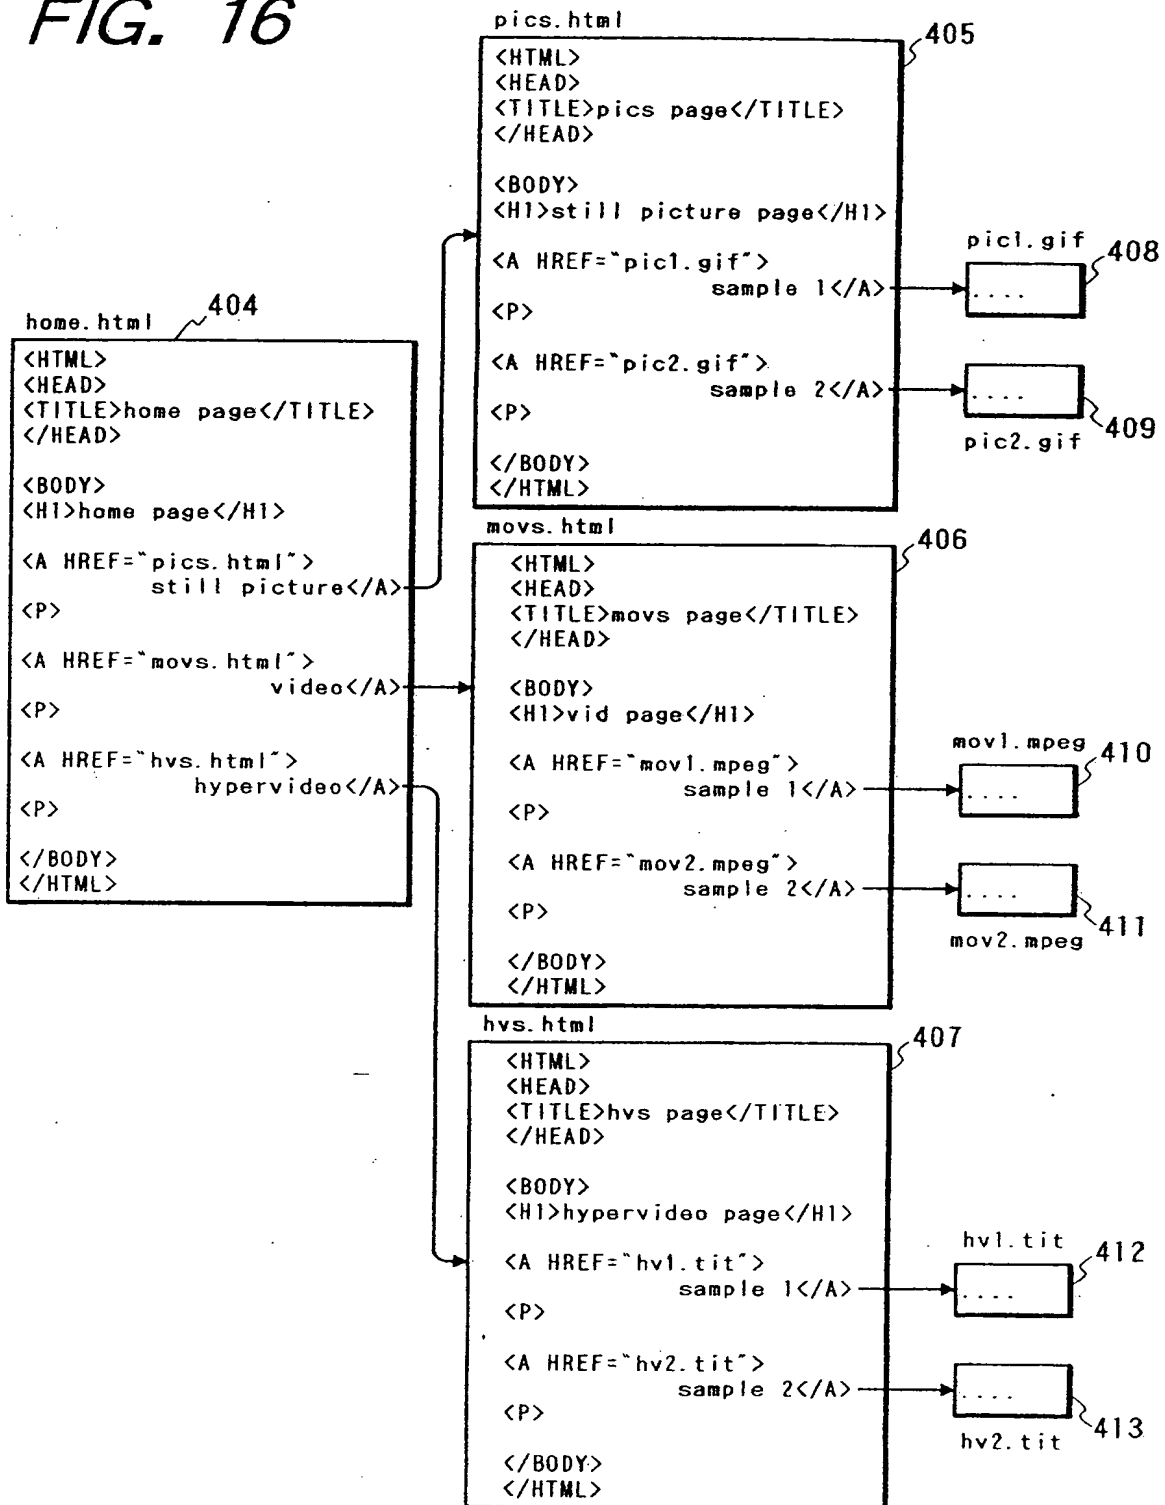 FIG. 16
home.html
404
<HTML>
<HEAD>
<TITLE>home page</TITLE>
</HEAD>
<BODY>
<H1>home page</H1>
<A HREF="pics.html">
still picture</A>
<P>
<A HREF="movs.html">
video</A>
<P>
<A HREF="hvs.html">
hypervideo</A>
<P>
</BODY>
</HTML>
pics.html
405
<HTML>
<HEAD>
<TITLE>pics page</TITLE>
</HEAD>
<BODY>
<H1>still picture page</H1>
<A HREF="pic1.gif">
sample 1</A>
<P>
<A HREF="pic2.gif">
sample 2</A>
<P>
</BODY>
</HTML>
pic1.gif
408
....
....
409
pic2.gif
movs.html
406
<HTML>
<HEAD>
<TITLE>movs page</TITLE>
</HEAD>
<BODY>
<H1>vid page</H1>
<A HREF="mov1.mpeg">
sample 1</A>
<P>
<A HREF="mov2.mpeg">
sample 2</A>
<P>
</BODY>
</HTML>
mov1.mpeg
410
....
....
411
mov2.mpeg
hvs.html
407
<HTML>
<HEAD>
<TITLE>hvs page</TITLE>
</HEAD>
<BODY>
<H1>hypervideo page</H1>
<A HREF="hv1.tit">
sample 1</A>
<P>
<A HREF="hv2.tit">
sample 2</A>
<P>
</BODY>
</HTML>
hv1.tit
412
....
....
413
hv2.tit